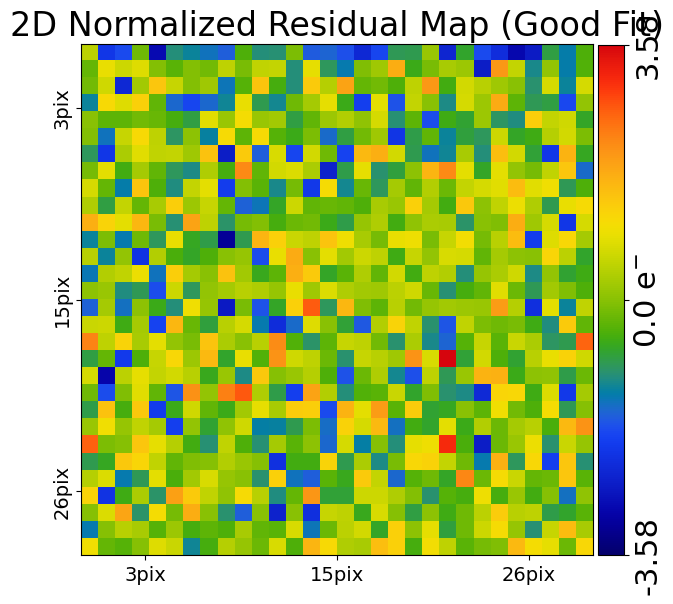 2D Normalized Residual Map (Good Fit)
3.58
3pix
0.0 e⁻
15pix
26pix
-3.58
3pix 15pix 26pix